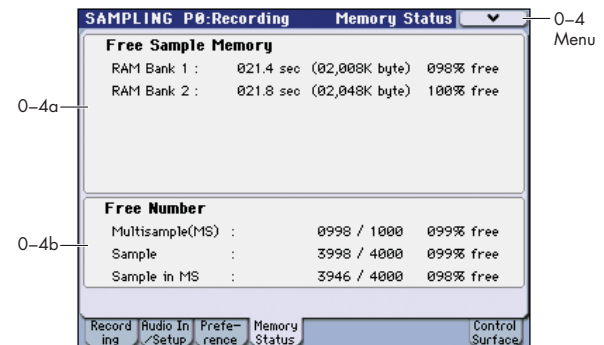 SAMPLING P0:Recording Memory Status
0–4
Menu
Free Sample Memory
RAM Bank 1 : 021.4 sec (02,008K byte) 098% free
RAM Bank 2 : 021.8 sec (02,048K byte) 100% free
0–4a
Free Number
Multisample(MS) : 0998 / 1000 099% free
0–4b
Sample : 3998 / 4000 099% free
Sample in MS : 3946 / 4000 098% free
Record Audio In Prefe– Memory Control
ing /Setup rence Status Surface